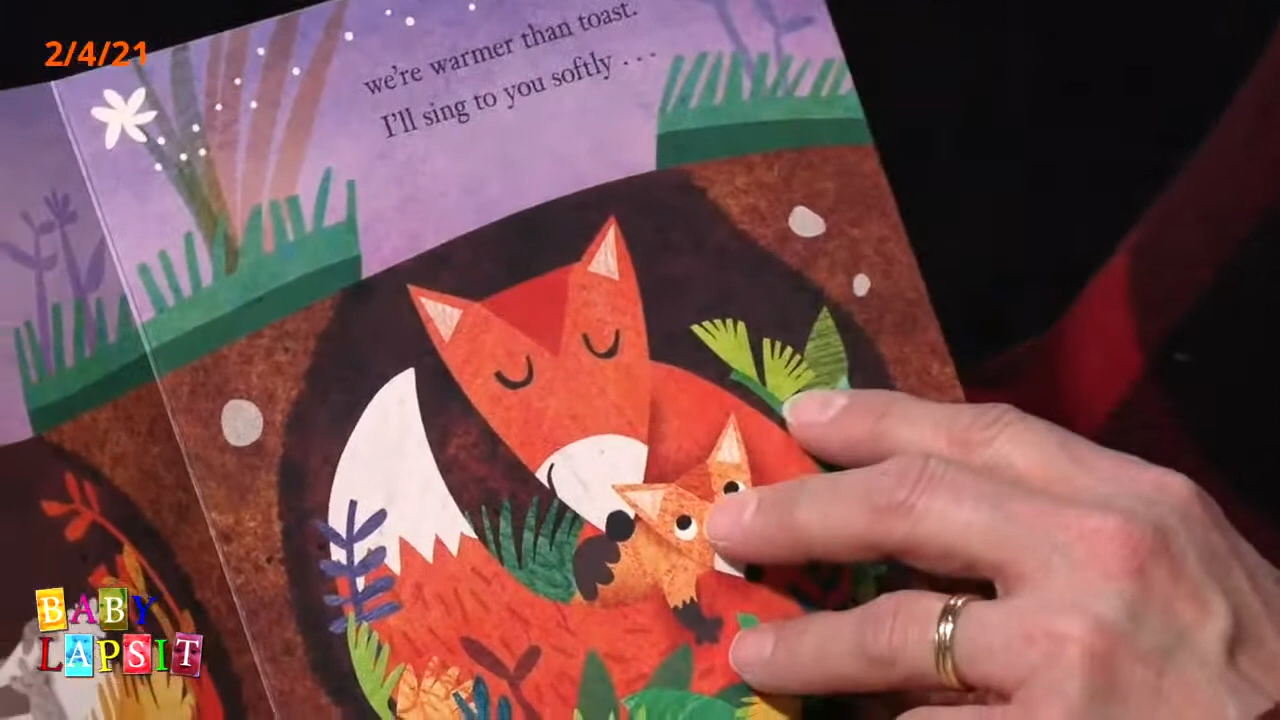 2/4/21
we're warmer than toast.
I'll sing to you softly . . .
BABY
LAPSIT